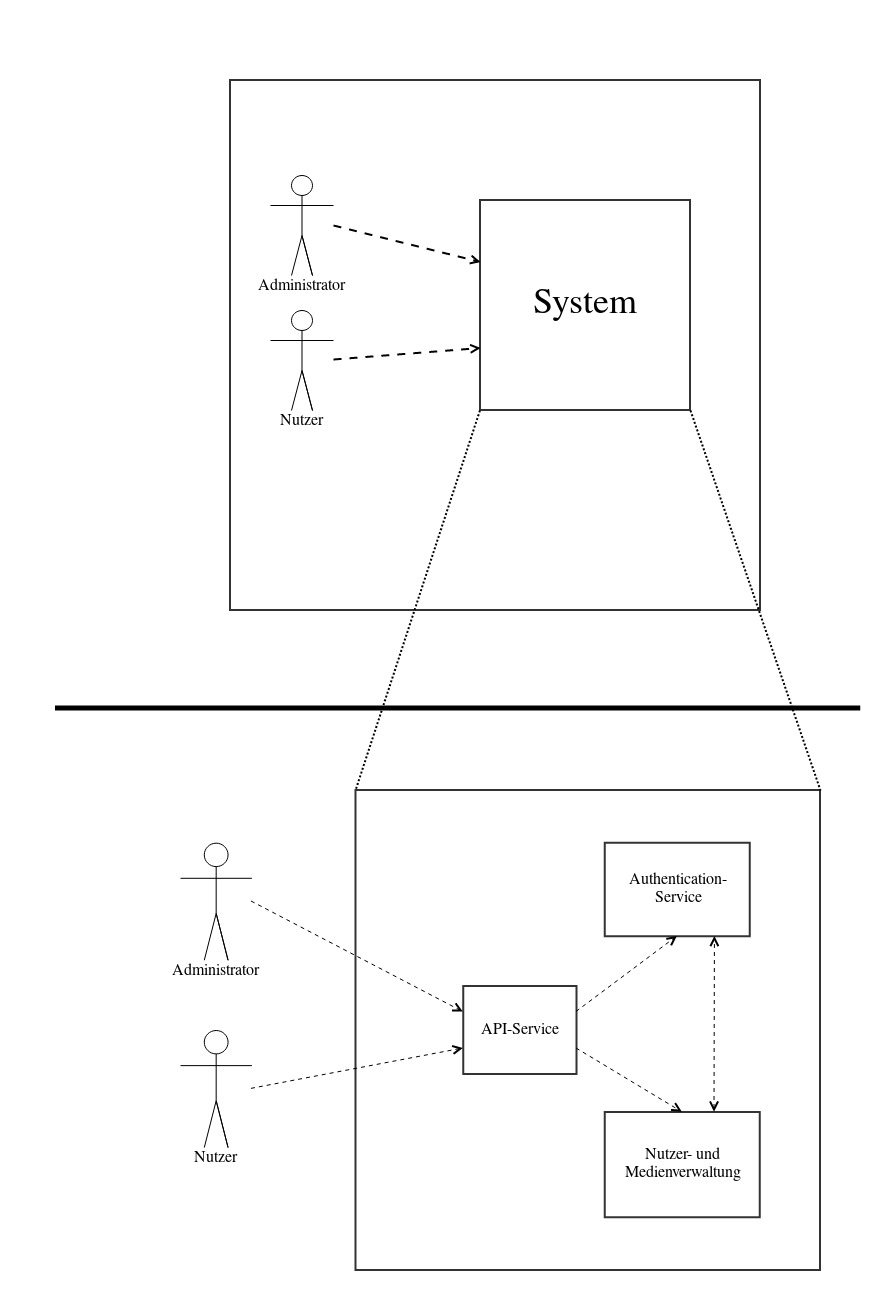 Administrator
System
Nutzer
Authentication-
Service
Administrator
API-Service
Nutzer- und
Medienverwaltung
Nutzer